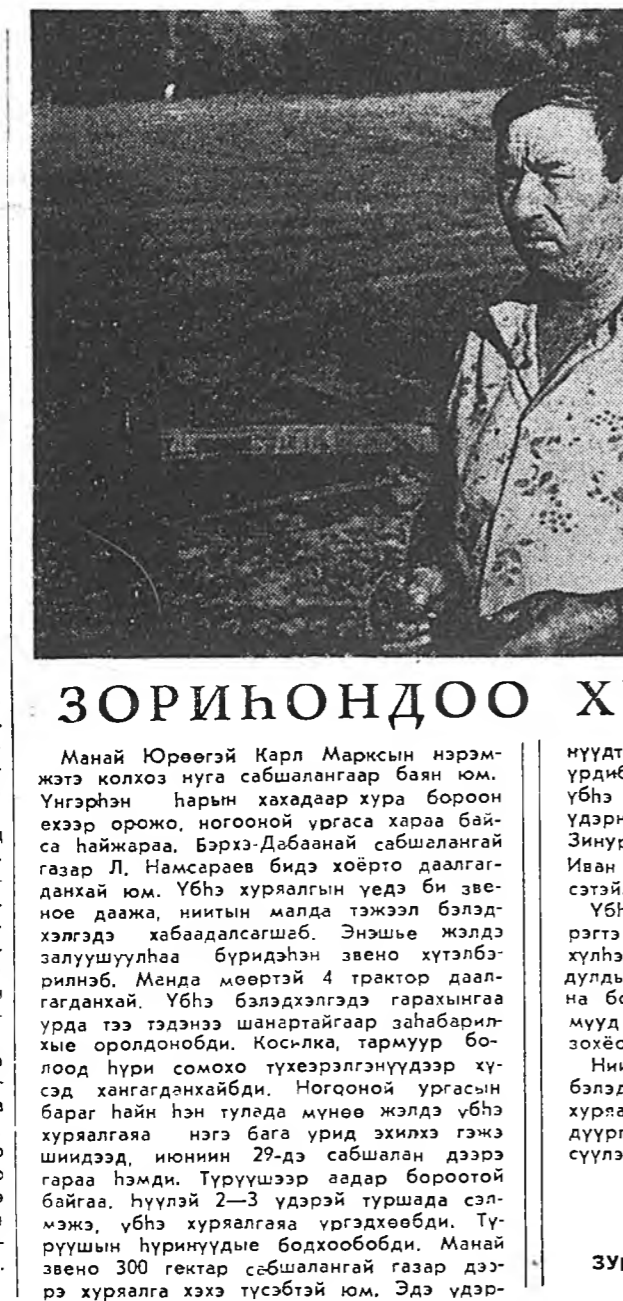 ЗОРИҺОНДОО
Манай Юрөөгэй Карл Марксын нэрэм-
жэтэ колхоз нуга сабшалангаар баян юм.
Үнгэрһэн һарын хахадаар хура бороон
ехээр орожо, ногооной ургаса хараа бай-
са һайжараа. Бэрхэ-Дабаанай сабшалангай
газар Л. Намсараев бидэ хоёрто даалгаг-
данхай юм. Үбһэ хуряалгын үедэ би зве-
ное даажа, ниитын малда тэжээл бэлэд-
хэлгэдэ хабаадалсагшаб. Энэшье жэлдэ
залуушуулһаа бүридэһэн звено хүтэлбэ-
рилнэб. Манда мөөртэй 4 трактор даал-
гагданхай. Үбһэ бэлэдхэлгэдэ гарахынгаа
урда тээ тэдэнээ шанартайгаар заһабарил-
хые оролдонобди. Косилка, тармуур бо-
лоод һүри сомохо түхеэрэлгэнүүдээр хү-
сэд хангагданхайбди. Ногооной ургасын
бараг һайн һэн тулада мүнөө жэлдэ үбһэ
хуряалгаяа нэгэ бага урид эхилхэ гэжэ
шиидээд, июниин 29-дэ сабшалан дээрэ
гараа һэмди. Түрүүшээр аадар бороотой
байгаа. Һүүлэй 2—3 үдэрэй туршада сэл-
мэжэ, үбһэ хуряалгаяа үргэдхөөбди. Тү-
рүүшын һүринүүдые бодхообобди. Манай
звено 300 гектар сабшалангай газар дээ-
рэ хуряалга хэхэ түсэбтэй юм. Эдэ үдэр-
үбһэ
Иван